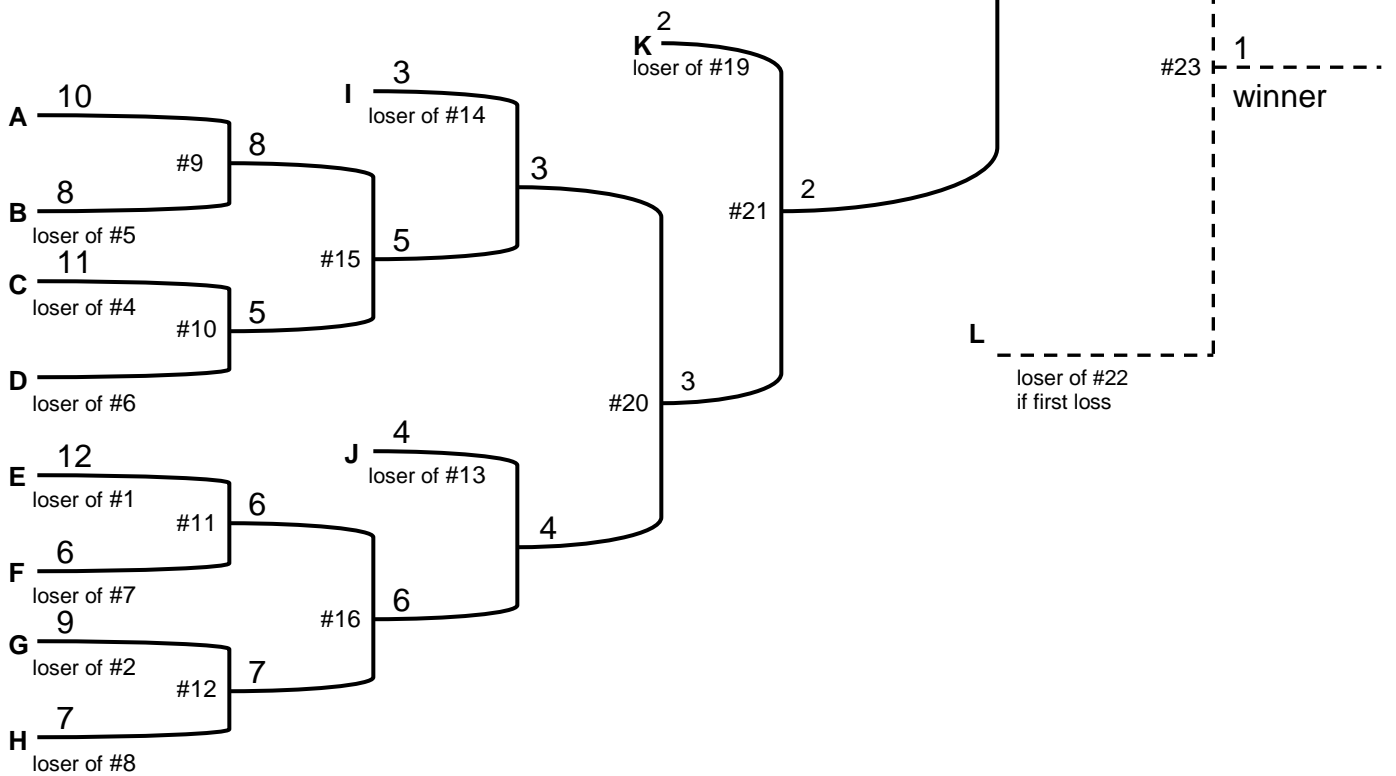 2
K
loser of #19
#23
1
winner
3
I
loser of #14
10
A
#9
8
8
B
loser of #5
3
#21
2
11
C
loser of #4
#15
5
#10
5
D
loser of #6
L
loser of #22
if first loss
#20
3
4
J
loser of #13
12
E
loser of #1
#11
6
4
6
F
loser of #7
9
G
loser of #2
#16
6
#12
7
7
H
loser of #8